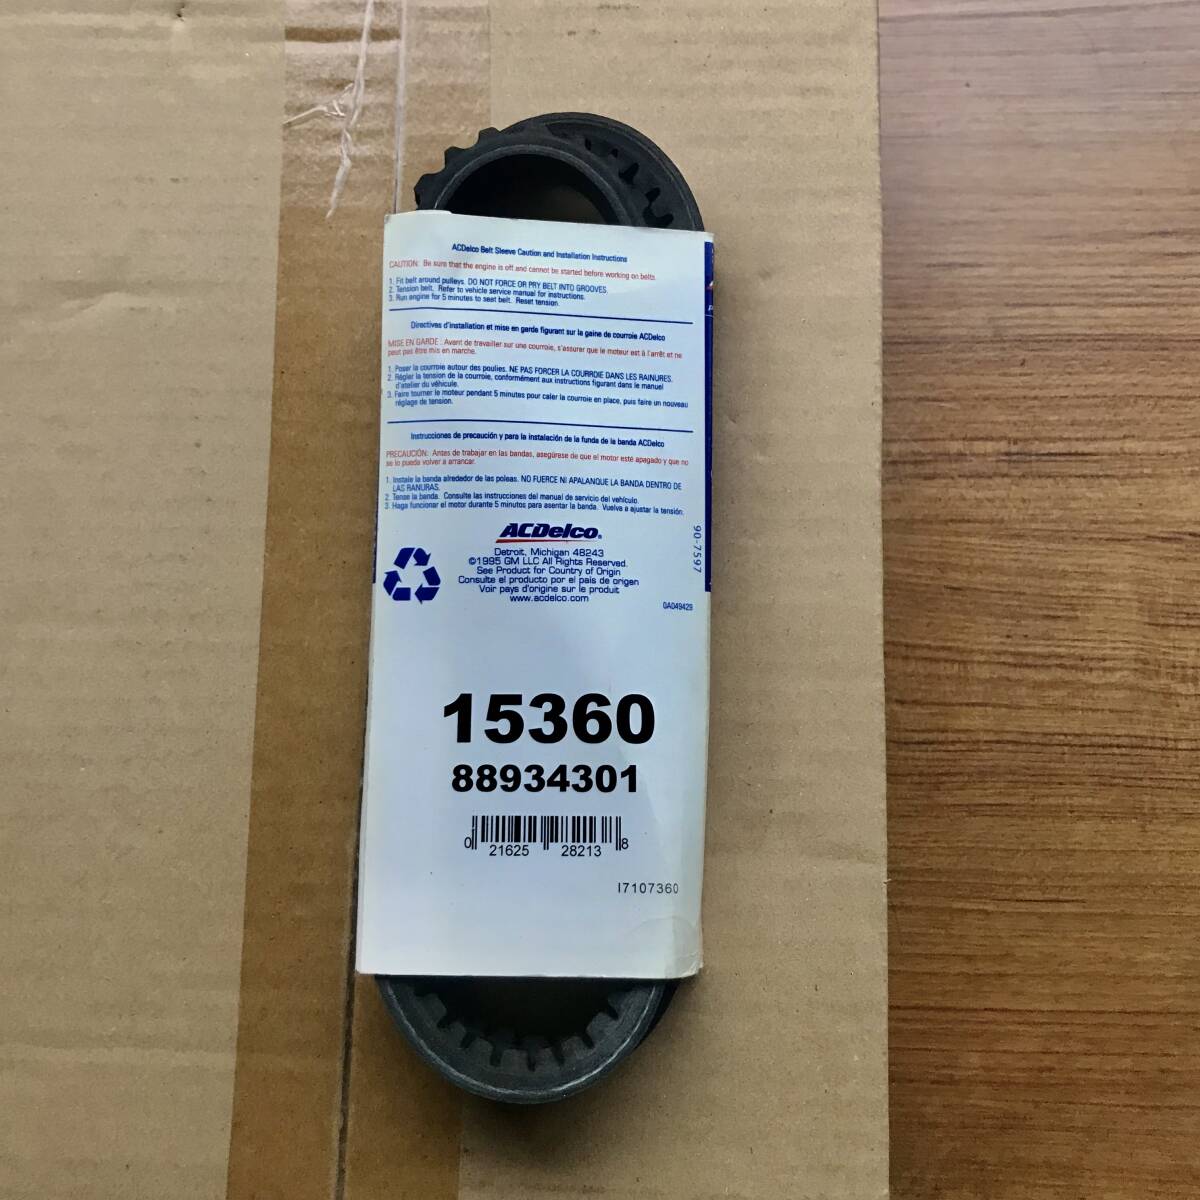 ACDelco Belt Sleeve Caution and Installation Instructions
CAUTION: Be sure that the engine is off and cannot be started before working on belts.
1. Fit belt around pulleys. DO NOT FORCE OR PRY BELT INTO GROOVES.
2. Tension belt. Refer to vehicle service manual for instructions.
3. Run engine for 5 minutes to seat belt. Reset tension.
Directives d'installation et mise en garde figurant sur la gaine de courroie ACDelco
MISE EN GARDE : Avant de travailler sur une courroie, s'assurer que le moteur est à l'arrêt et ne
peut pas être mis en marche.
1. Poser la courroie autour des poulies. NE PAS FORCER LA COURROIE DANS LES RAINURES.
2. Régler la tension de la courroie, conformément aux instructions figurant dans le manuel
d'atelier du véhicule.
3. Faire tourner le moteur pendant 5 minutes pour caler la courroie en place, puis faire un nouveau
réglage de tension.
Instrucciones de precaución y para la instalación de la funda de la banda ACDelco
PRECAUCIÓN: Antes de trabajar en las bandas, asegúrese de que el motor esté apagado y que no
se lo pueda volver a arrancar.
1. Instale la banda alrededor de las poleas. NO FUERCE NI APALANQUE LA BANDA DENTRO DE
LAS RANURAS.
2. Tense la banda. Consulte las instrucciones del manual de servicio del vehículo.
3. Haga funcionar el motor durante 5 minutos para asentar la banda. Vuelva a ajustar la tensión.
ACDelco
Detroit, Michigan 48243
©1995 GM LLC All Rights Reserved.
See Product for Country of Origin
Consulte el producto por el país de origen
Voir pays d'origine sur le produit
www.acdelco.com
90-7597
0A049429
15360
88934301
0 21625 28213 8
I7107360